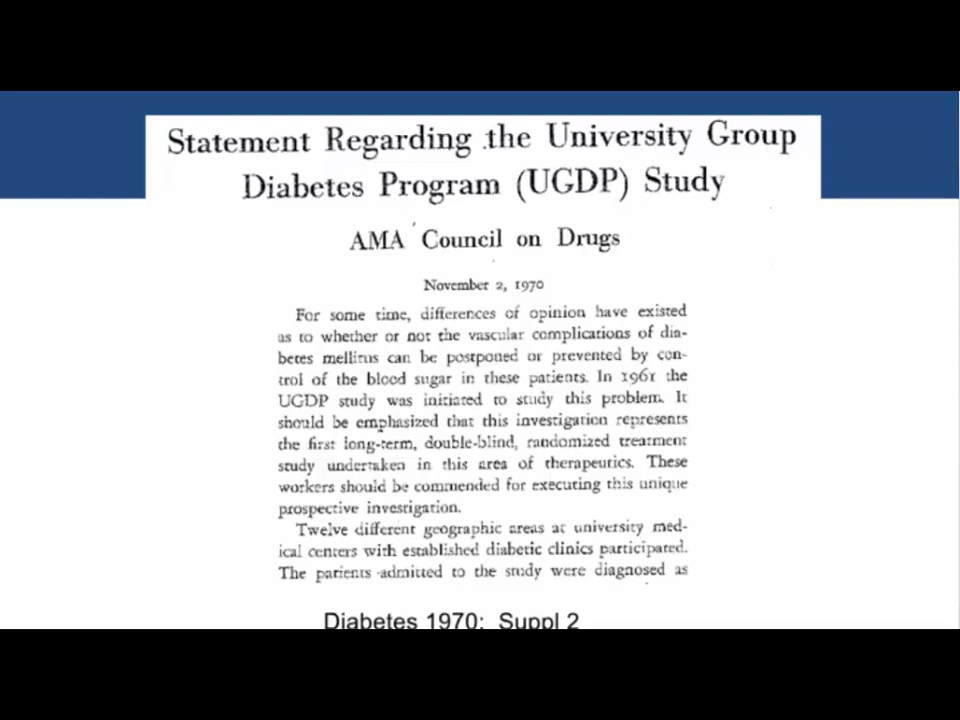 Statement Regarding the University Group
Diabetes Program (UGDP) Study
AMA Council on Drugs
November 2, 1970
For some time, differences of opinion have existed
as to whether or not the vascular complications of dia-
betes mellitus can be postponed or prevented by con-
trol of the blood sugar in these patients. In 1961 the
UGDP study was initiated to study this problem. It
should be emphasized that this investigation represents
the first long-term, double-blind, randomized treatment
study undertaken in this area of therapeutics. These
workers should be commended for executing this unique
prospective investigation.
Twelve different geographic areas at university med-
ical centers with established diabetic clinics participated.
The patients admitted to the study were diagnosed as
Diabetes 1970: Suppl 2